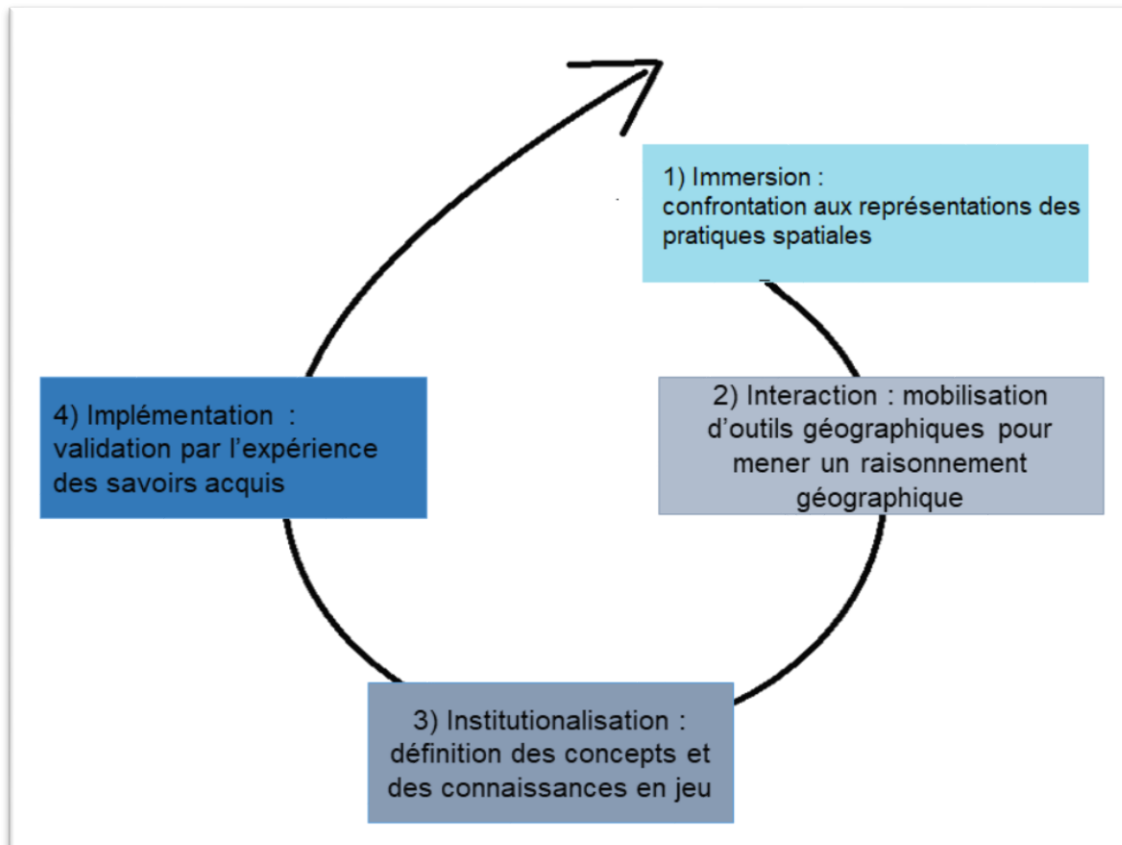 1) Immersion :
confrontation aux représentations des
pratiques spatiales
2) Interaction : mobilisation
d’outils géographiques pour
mener un raisonnement
géographique
3) Institutionalisation :
définition des concepts et
des connaissances en jeu
4) Implémentation :
validation par l’expérience
des savoirs acquis